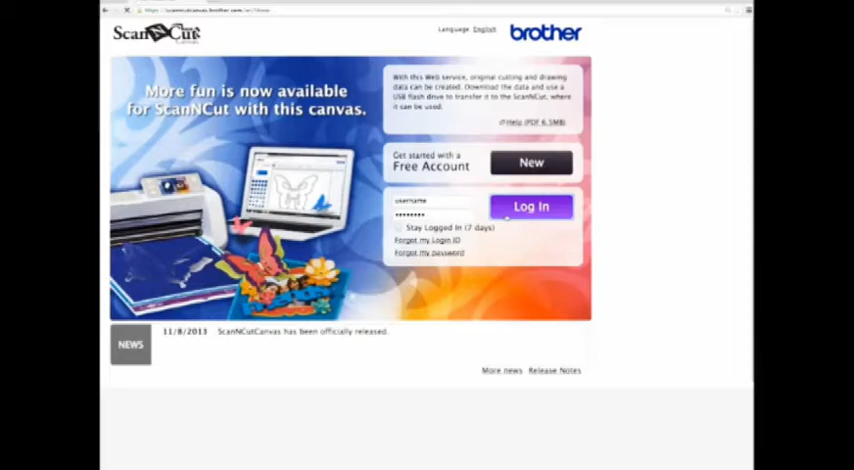 ScanNCut
Canvas
Language English
brother
More fun is now available
for ScanNCut with this canvas.
With this Web service, original cutting and drawing
data can be created. Download the data and use a
USB flash drive to transfer it to the ScanNCut, where
it can be used.
Help (PDF 6.5MB)
Get started with a
Free Account
New
username
••••••••
Log In
Stay Logged In (7 days)
Forgot my Login ID
Forgot my password
NEWS
11/8/2013 ScanNCutCanvas has been officially released.
More news Release Notes